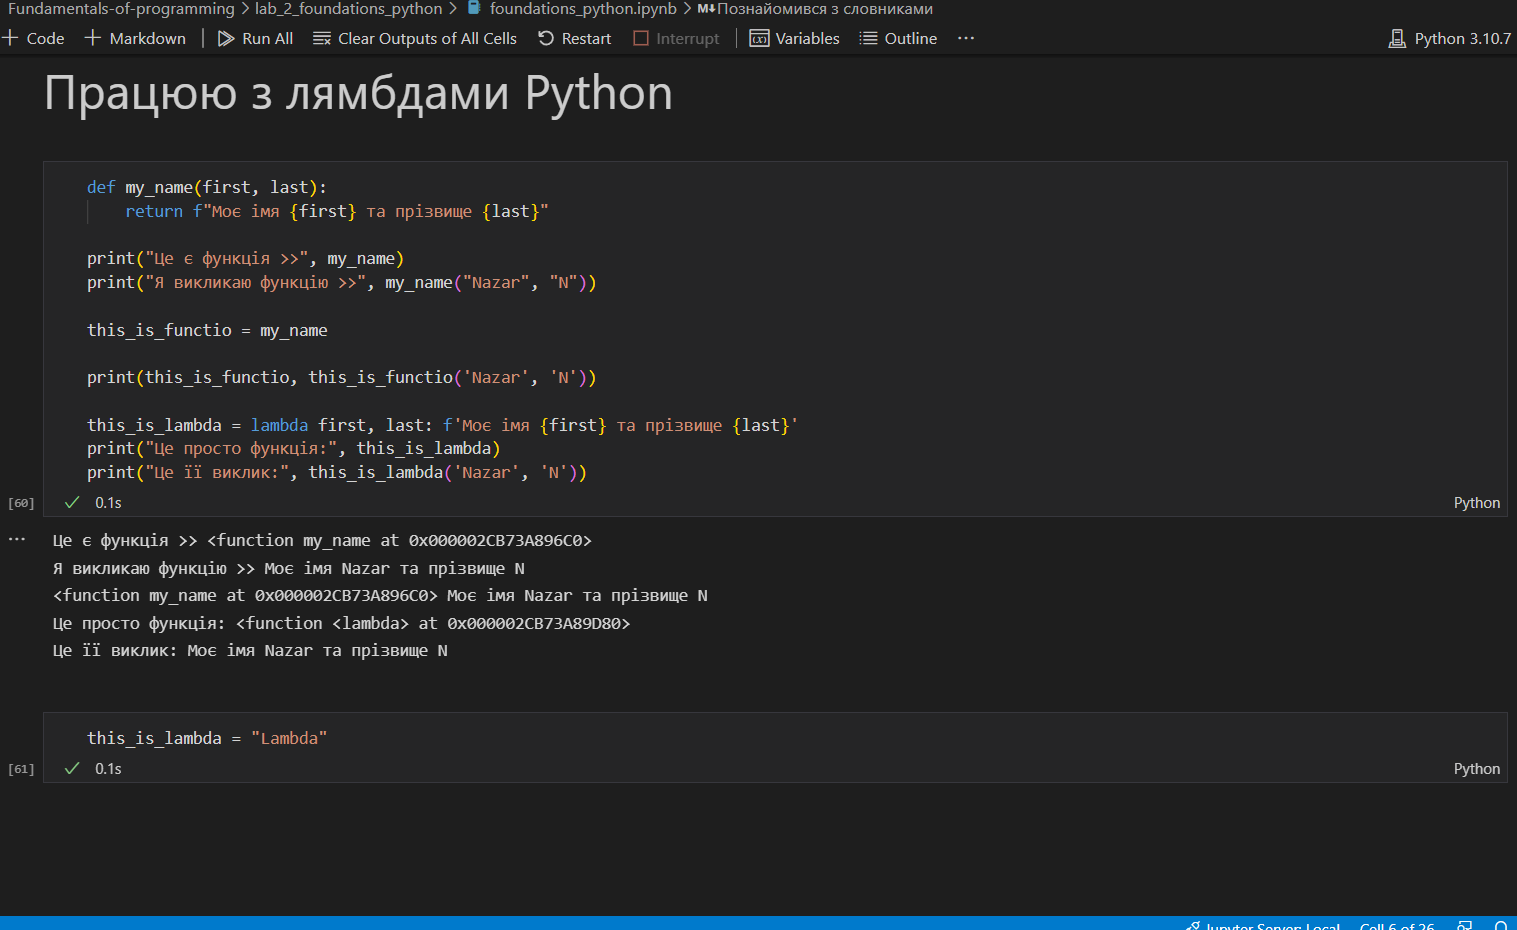 Fundamentals-of-programming > lab_2_foundations_python > foundations_python.ipynb > M↓Познайомився з словниками
+ Code + Markdown | Run All Clear Outputs of All Cells Restart Interrupt | Variables Outline ... Python 3.10.7
Працюю з лямбдами Python
def my_name(first, last):
return f"Моє імя {first} та прізвище {last}"
print("Це є функція >>", my_name)
print("Я викликаю функцію >>", my_name("Nazar", "N"))
this_is_functio = my_name
print(this_is_functio, this_is_functio('Nazar', 'N'))
this_is_lambda = lambda first, last: f'Моє імя {first} та прізвище {last}'
print("Це просто функція:", this_is_lambda)
print("Це її виклик:", this_is_lambda('Nazar', 'N'))
[60] ✓ 0.1s Python
... Це є функція >> <function my_name at 0x000002CB73A896C0>
Я викликаю функцію >> Моє імя Nazar та прізвище N
<function my_name at 0x000002CB73A896C0> Моє імя Nazar та прізвище N
Це просто функція: <function <lambda> at 0x000002CB73A89D80>
Це її виклик: Моє імя Nazar та прізвище N
this_is_lambda = "Lambda"
[61] ✓ 0.1s Python
Jupyter Server: Local Cell 6 of 26